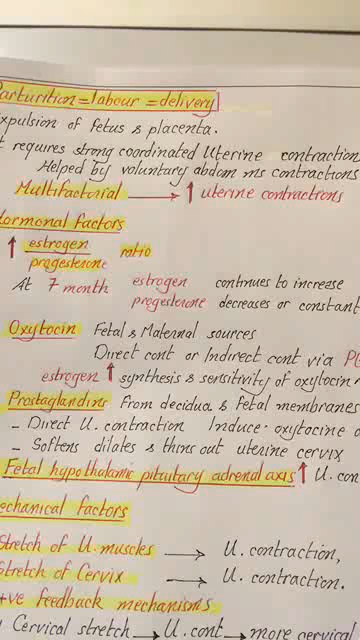 Parturition = labour = delivery
expulsion of fetus & placenta.
requires strong coordinated Uterine contraction
Helped by voluntary abdom ms contractions
Multifactorial → ↑ uterine contractions
Hormonal factors
↑ estrogen ratio
progesterone
At 7 month estrogen continues to increase
progesterone decreases or constant
Oxytocin Fetal & Maternal sources
Direct cont or Indirect cont via
estrogen ↑ synthesis & sensitivity of oxytocin
Prostaglandins From decidua & fetal membranes
- Direct U. contraction Induce oxytocine
- Softens dilates & thins out uterine cervix
Fetal hypothalamic pituitary adrenal axis ↑ U. con
Mechanical factors
Stretch of U. muscles → U. contraction,
Stretch of Cervix → U. contraction.
+ve feedback mechanisms
Cervical stretch → U. cont → more cervical